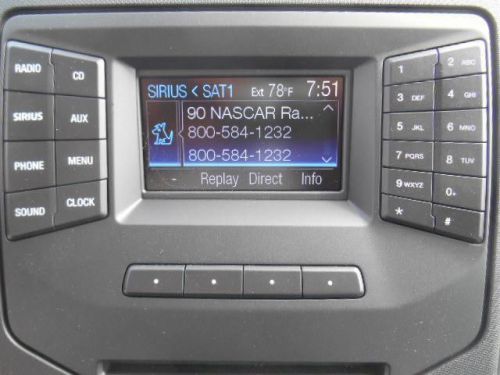 RADIO
CD
SIRIUS
AUX
PHONE
MENU
SOUND
CLOCK
SIRIUS < SAT1 Ext 78°F 7:51
90 NASCAR Ra...
800-584-1232
800-584-1232
- Replay Direct Info
1
2 ABC
3 DEF
4 GHI
5 JKL
6 MNO
7 PQRS
8 TUV
9 WXYZ
0+
*
#